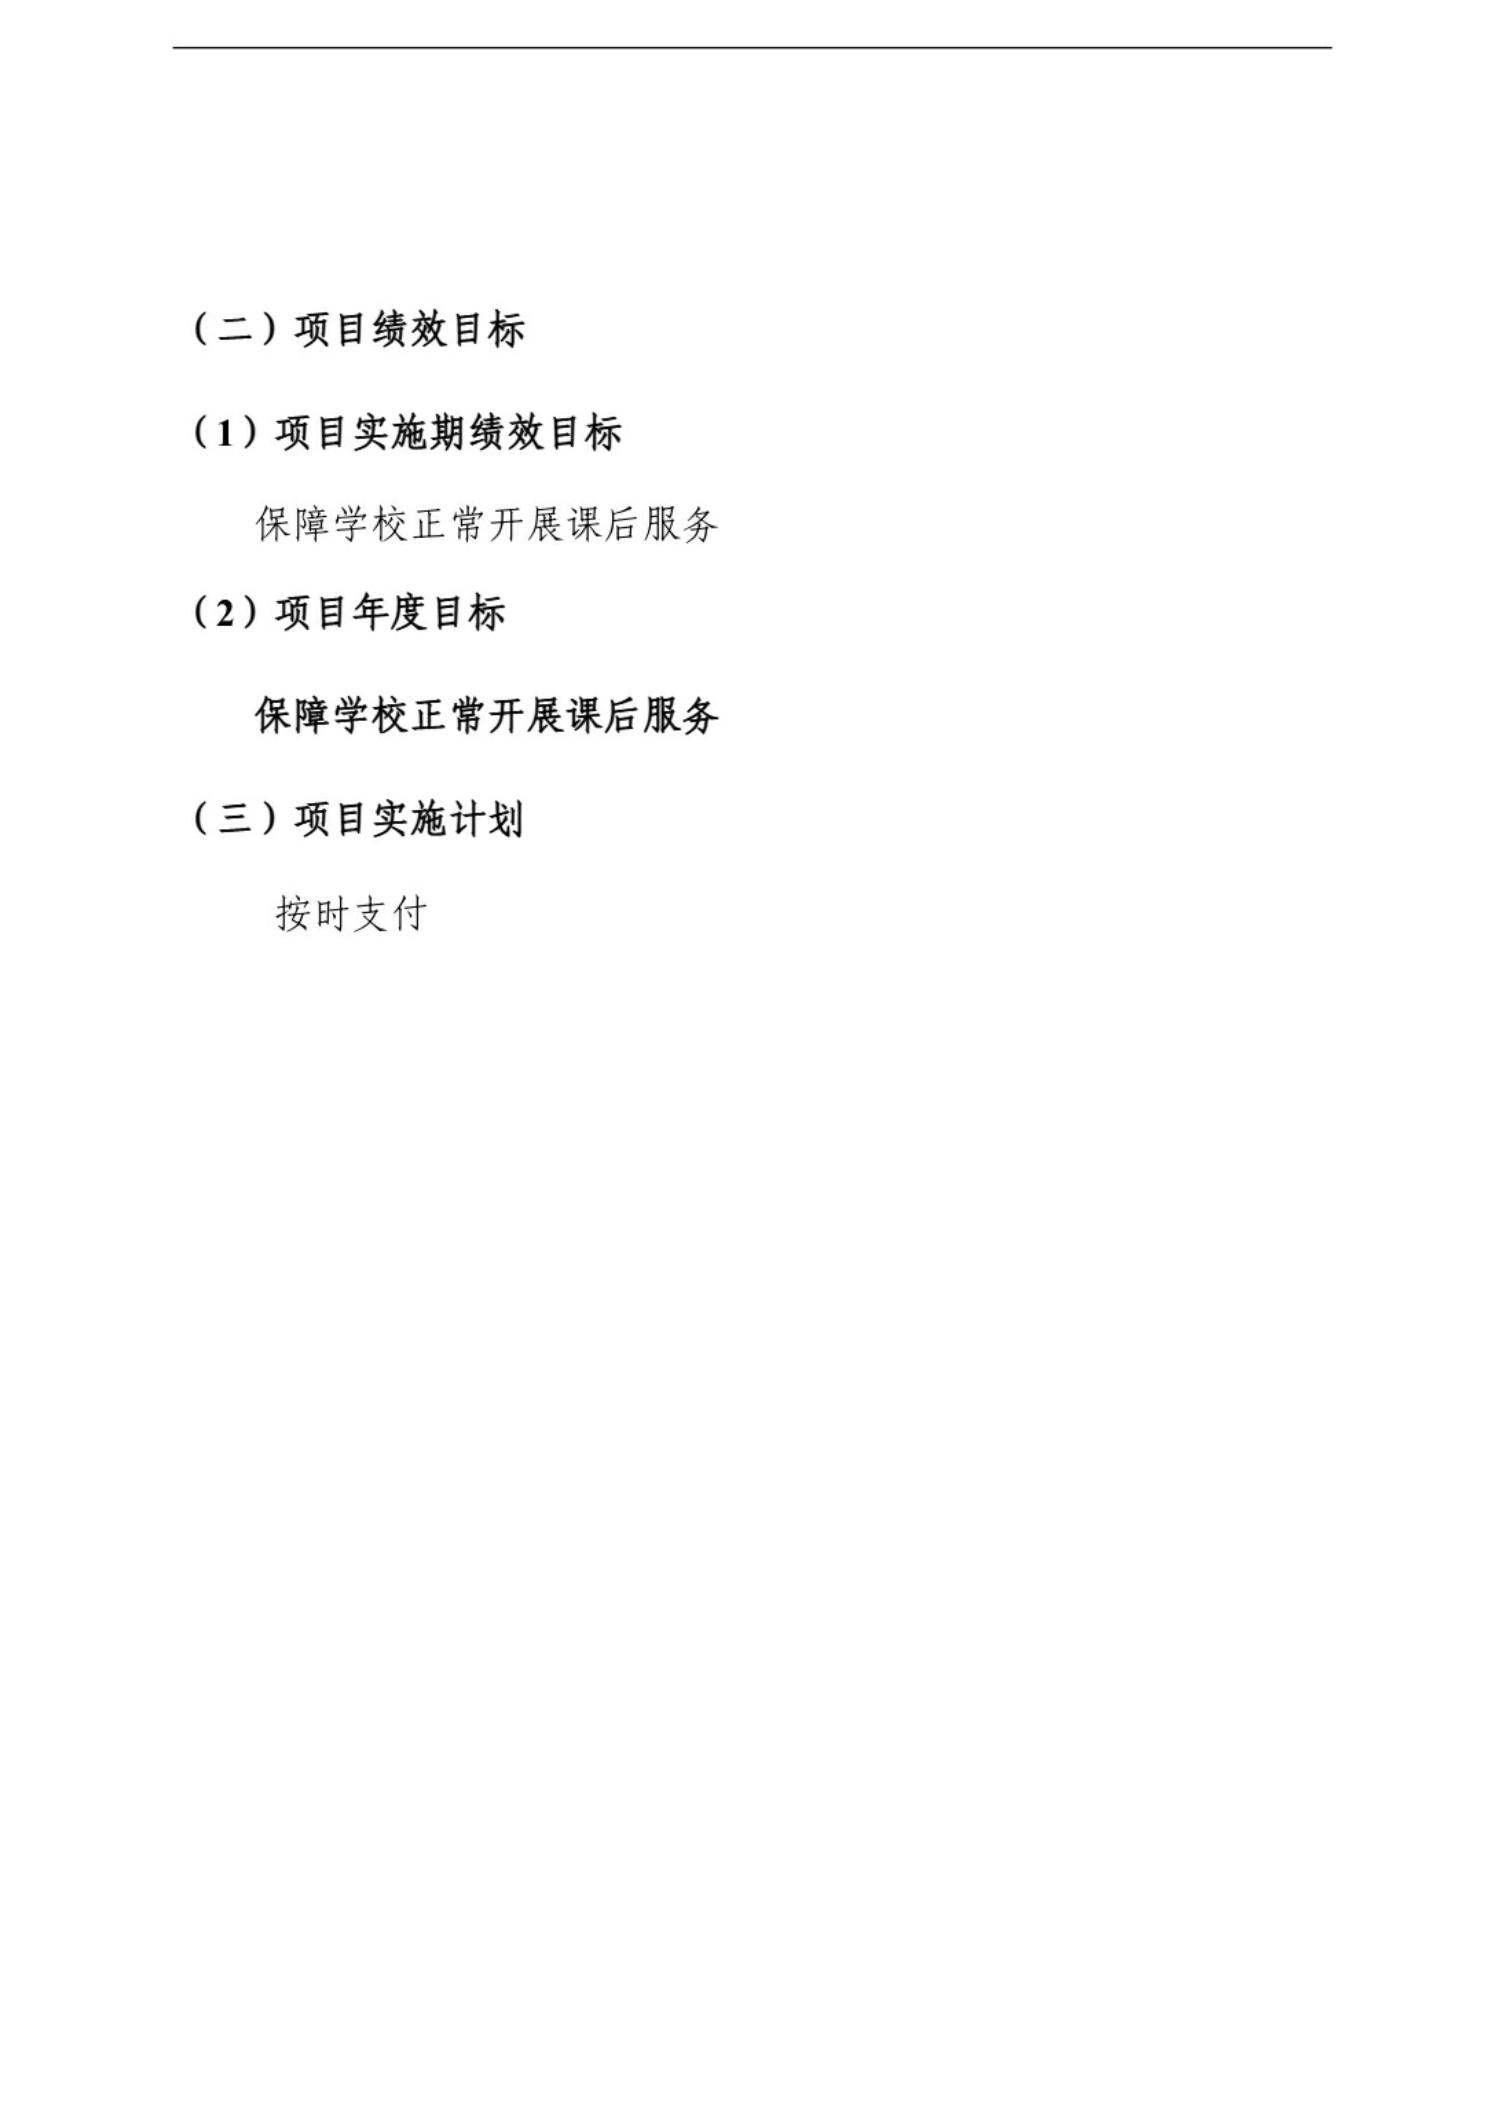 （二）项目绩效目标
（1）项目实施期绩效目标
保障学校正常开展课后服务
（2）项目年度目标
保障学校正常开展课后服务
（三）项目实施计划
按时支付